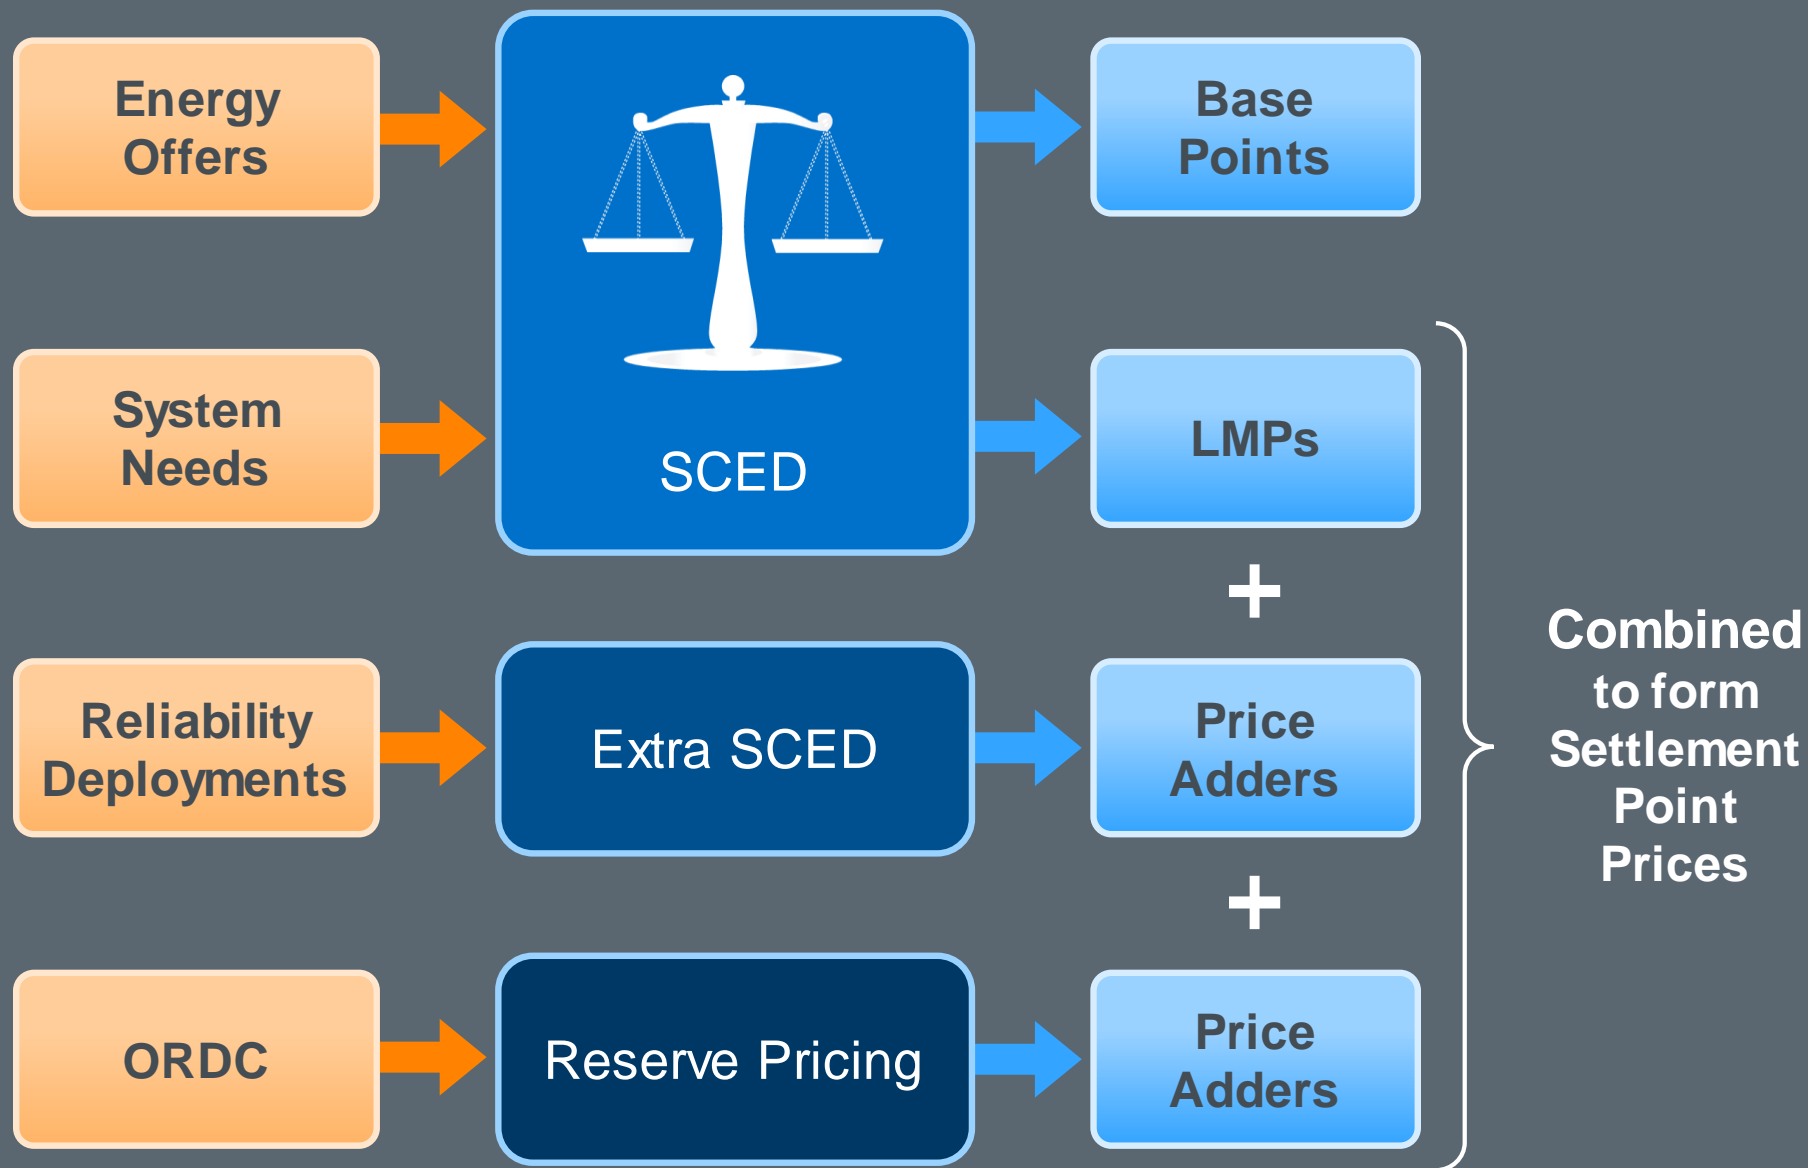 Energy
Offers
SCED
Base
Points
System
Needs
LMPs
+
Reliability
Deployments
Extra SCED
Price
Adders
+
ORDC
Reserve Pricing
Price
Adders
Combined
to form
Settlement
Point
Prices